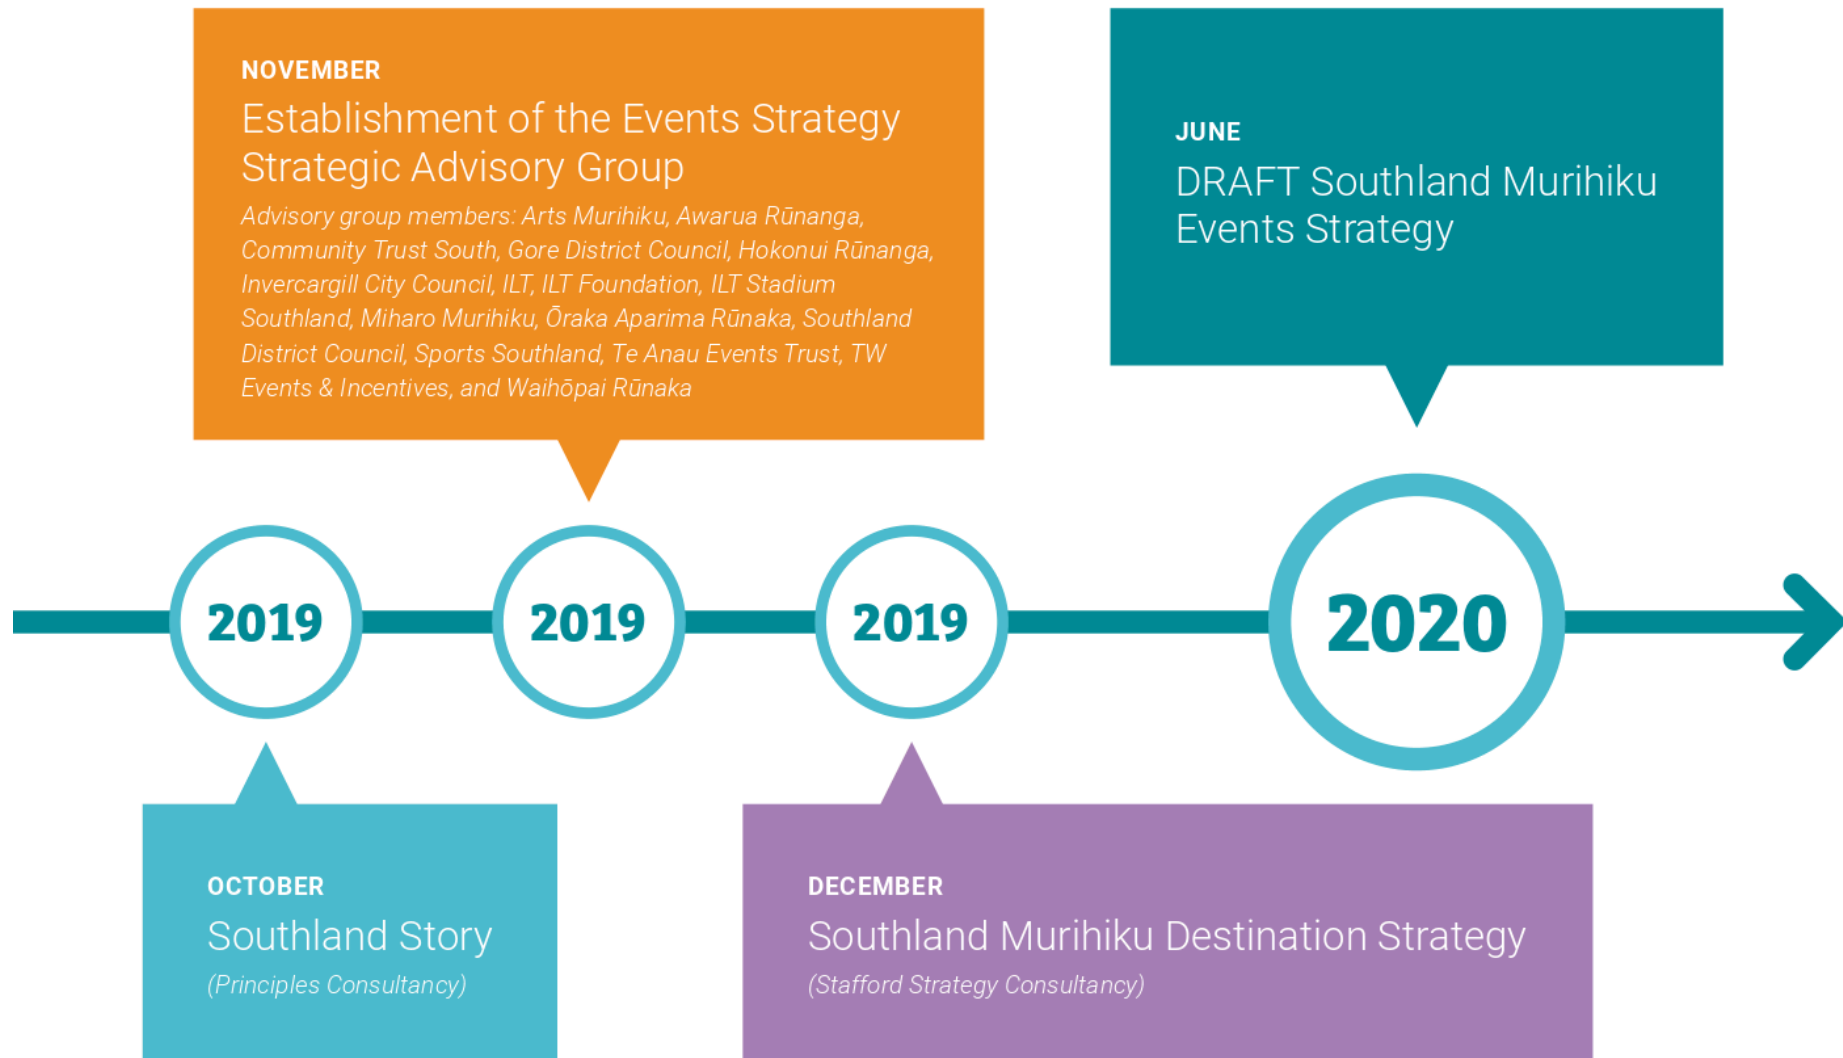 NOVEMBER
Establishment of the Events Strategy
Strategic Advisory Group
Advisory group members: Arts Murihiku, Awarua Rūnanga,
Community Trust South, Gore District Council, Hokonui Rūnanga,
Invercargill City Council, ILT, ILT Foundation, ILT Stadium
Southland, Miharo Murihiku, Ōraka Aparima Rūnaka, Southland
District Council, Sports Southland, Te Anau Events Trust, TW
Events & Incentives, and Waihōpai Rūnaka
JUNE
DRAFT Southland Murihiku
Events Strategy
2019
2019
2019
2020
OCTOBER
Southland Story
(Principles Consultancy)
DECEMBER
Southland Murihiku Destination Strategy
(Stafford Strategy Consultancy)